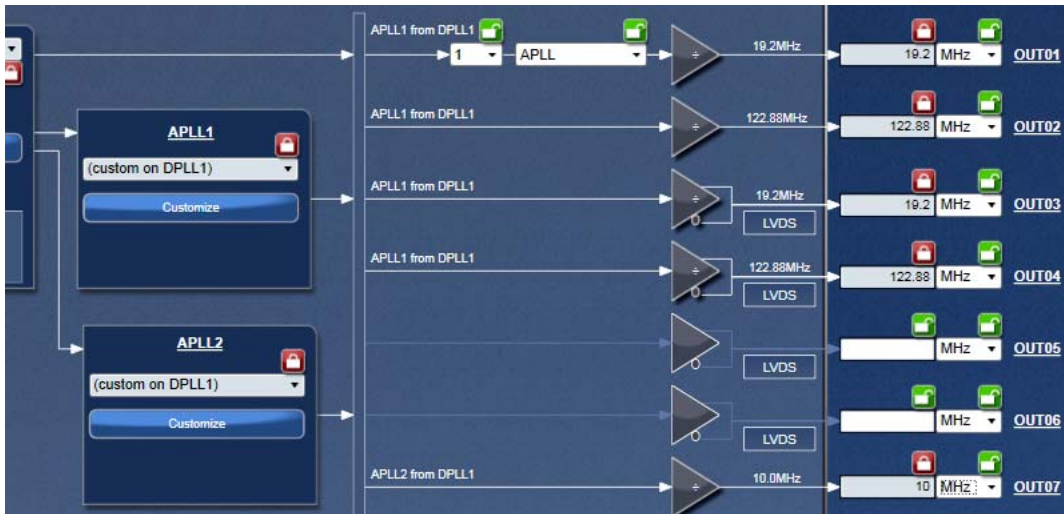 APLL1 from DPLL1
1 APLL ÷ 19.2MHz 19.2 MHz OUT01
APLL1 from DPLL1
÷ 122.88MHz 122.88 MHz OUT02
APLL1
(custom on DPLL1)
Customize
APLL1 from DPLL1
÷ 19.2MHz 19.2 MHz OUT03
LVDS
APLL1 from DPLL1
÷ 122.88MHz 122.88 MHz OUT04
LVDS
APLL2
(custom on DPLL1)
Customize
MHz OUT05
LVDS
MHz OUT06
LVDS
APLL2 from DPLL1
÷ 10.0MHz 10 MHz OUT07